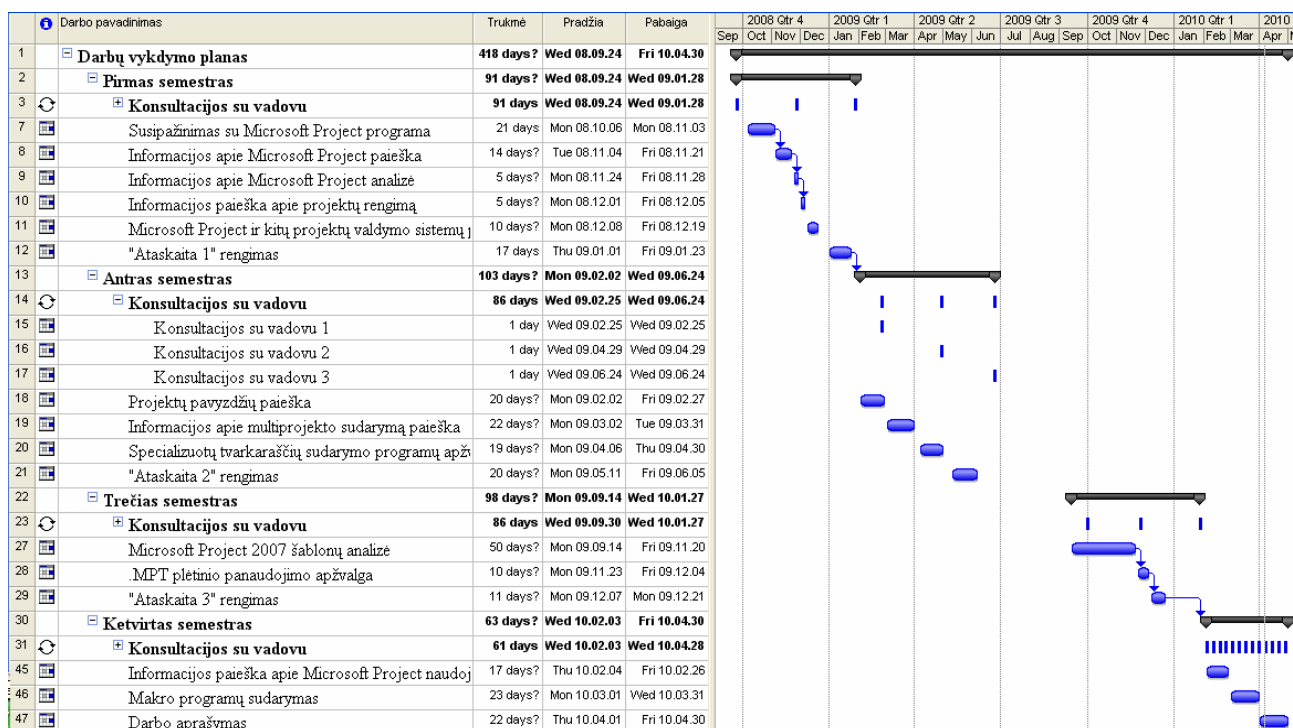 Darbo pavadinimas Trukmė Pradžia Pabaiga 2008 Qtr 4 2009 Qtr 1 2009 Qtr 2 2009 Qtr 3 2009 Qtr 4 2010 Qtr 1 2010
Sep Oct Nov Dec Jan Feb Mar Apr May Jun Jul Aug Sep Oct Nov Dec Jan Feb Mar Apr
1 Darbų vykdymo planas 418 days? Wed 08.09.24 Fri 10.04.30
2 Pirmas semestras 91 days? Wed 08.09.24 Wed 09.01.28
3 Konsultacijos su vadovu 91 days Wed 08.09.24 Wed 09.01.28
7 Susipažinimas su Microsoft Project programa 21 days Mon 08.10.06 Mon 08.11.03
8 Informacijos apie Microsoft Project paieška 14 days? Tue 08.11.04 Fri 08.11.21
9 Informacijos apie Microsoft Project analizė 5 days? Mon 08.11.24 Fri 08.11.28
10 Informacijos paieška apie projektų rengimą 5 days? Mon 08.12.01 Fri 08.12.05
11 Microsoft Project ir kitų projektų valdymo sistemų 10 days? Mon 08.12.08 Fri 08.12.19
12 "Ataskaita 1" rengimas 17 days Thu 09.01.01 Fri 09.01.23
13 Antras semestras 103 days? Mon 09.02.02 Wed 09.06.24
14 Konsultacijos su vadovu 86 days Wed 09.02.25 Wed 09.06.24
15 Konsultacijos su vadovu 1 1 day Wed 09.02.25 Wed 09.02.25
16 Konsultacijos su vadovu 2 1 day Wed 09.04.29 Wed 09.04.29
17 Konsultacijos su vadovu 3 1 day Wed 09.06.24 Wed 09.06.24
18 Projektų pavyzdžių paieška 20 days? Mon 09.02.02 Fri 09.02.27
19 Informacijos apie multiprojekto sudarymą paieška 22 days? Mon 09.03.02 Tue 09.03.31
20 Specializuotų tvarkaraščių sudarymo programų apžv 19 days? Mon 09.04.06 Thu 09.04.30
21 "Ataskaita 2" rengimas 20 days? Mon 09.05.11 Fri 09.06.05
22 Trečias semestras 98 days? Mon 09.09.14 Wed 10.01.27
23 Konsultacijos su vadovu 86 days Wed 09.09.30 Wed 10.01.27
27 Microsoft Project 2007 šablonų analizė 50 days? Mon 09.09.14 Fri 09.11.20
28 .MPT plėtinio panaudojimo apžvalga 10 days? Mon 09.11.23 Fri 09.12.04
29 "Ataskaita 3" rengimas 11 days? Mon 09.12.07 Mon 09.12.21
30 Ketvirtas semestras 63 days? Wed 10.02.03 Fri 10.04.30
31 Konsultacijos su vadovu 61 days Wed 10.02.03 Wed 10.04.28
45 Informacijos paieška apie Microsoft Project naudoj 17 days? Thu 10.02.04 Fri 10.02.26
46 Makro programų sudarymas 23 days? Mon 10.03.01 Wed 10.03.31
47 Darbo aprašymas 22 days? Thu 10.04.01 Fri 10.04.30